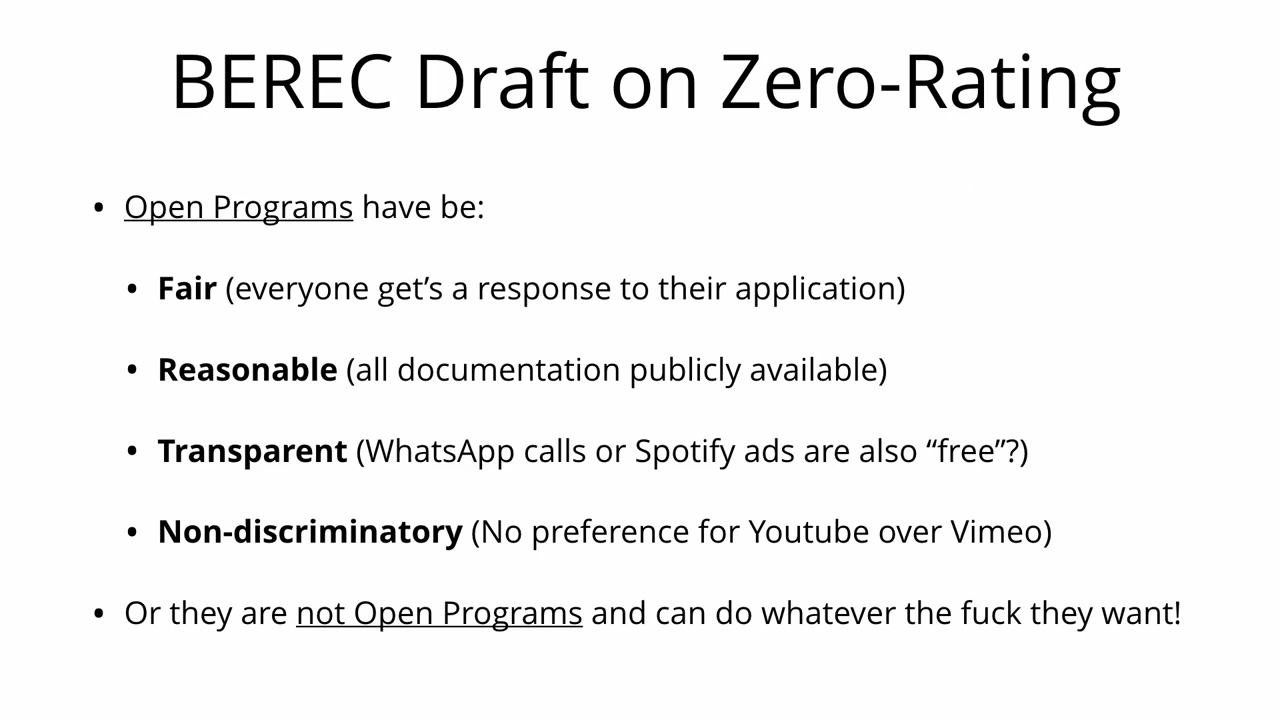 BEREC Draft on Zero-Rating
• Open Programs have be:
• Fair (everyone get’s a response to their application)
• Reasonable (all documentation publicly available)
• Transparent (WhatsApp calls or Spotify ads are also “free”?)
• Non-discriminatory (No preference for Youtube over Vimeo)
• Or they are not Open Programs and can do whatever the fuck they want!